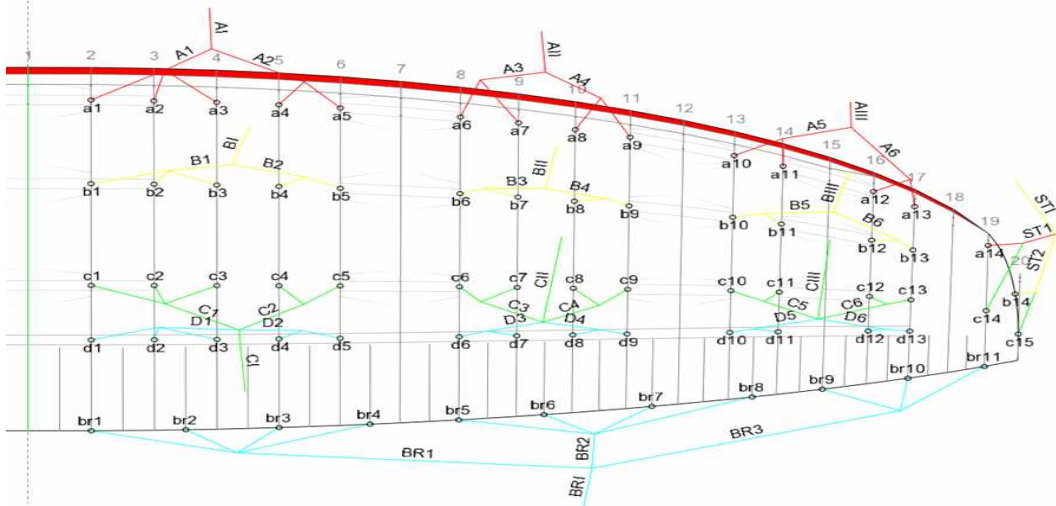 AI
AII
AIII
1 2 3 4 5 6 7 8 9 10 11 12 13 14 15 16 17 18 19 20
A1 A2 A3 A4 A5 A6
a1 a2 a3 a4 a5 a6 a7 a8 a9 a10 a11 a12 a13 a14
STI
ST1
ST2
BI
BII
BIII
B1 B2 B3 B4 B5 B6
b1 b2 b3 b4 b5 b6 b7 b8 b9 b10 b11 b12 b13 b14
c1 c2 c3 c4 c5 c6 c7 c8 c9 c10 c11 c12 c13 c14 c15
CII
CIII
C1 C2 C3 C4 C5 C6
D1 D2 D3 D4 D5 D6
d1 d2 d3 d4 d5 d6 d7 d8 d9 d10 d11 d12 d13
CI
br1 br2 br3 br4 br5 br6 br7 br8 br9 br10 br11
BR1 BR2 BR3
BRI